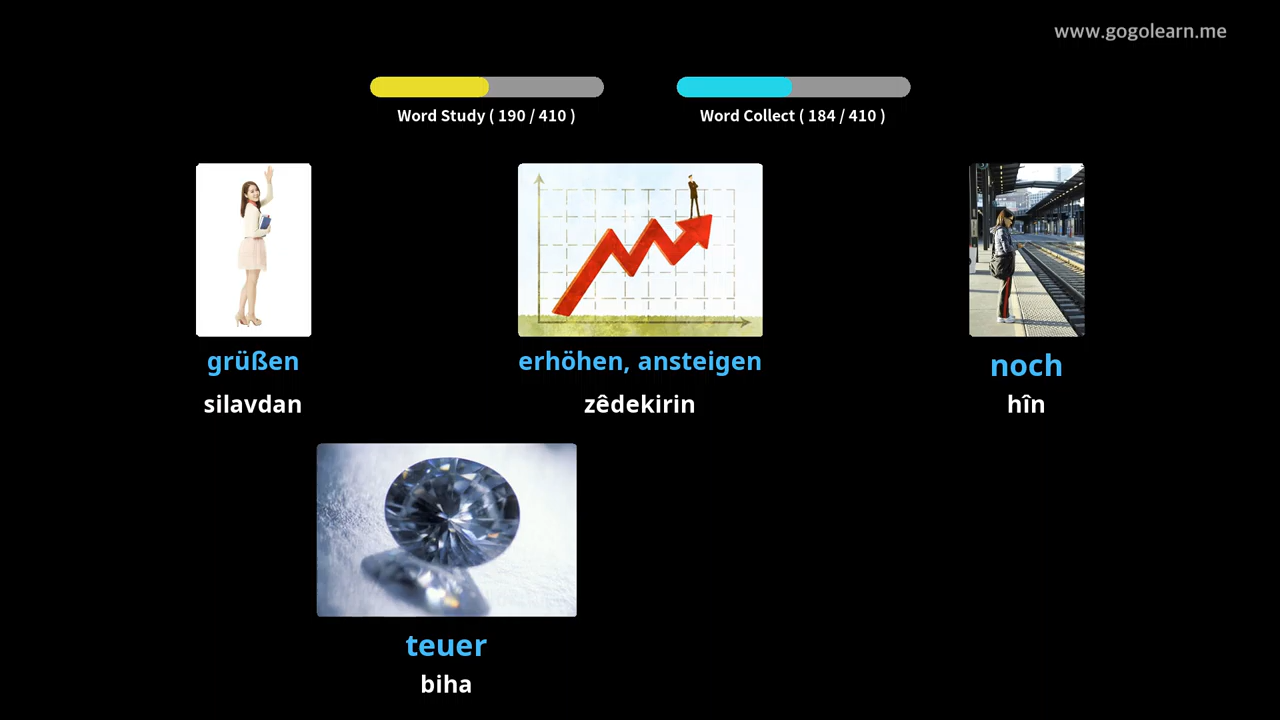 www.gogolearn.me
Word Study ( 190 / 410 )
Word Collect ( 184 / 410 )
grüßen
erhöhen, ansteigen
noch
silavdan
zêdekirin
hîn
teuer
biha